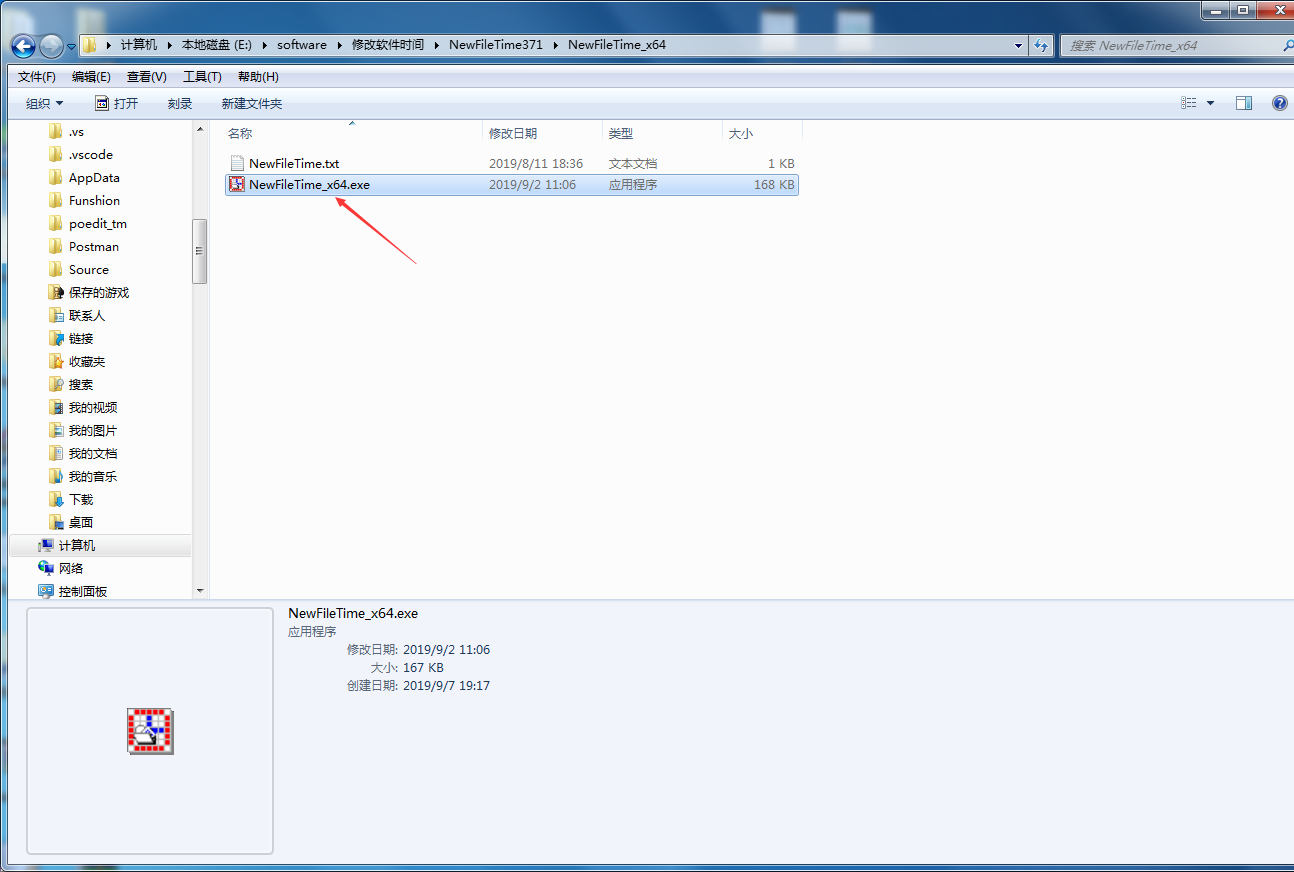 计算机 本地磁盘 (E:) software 修改软件时间 NewFileTime371 NewFileTime_x64 搜索 NewFileTime_x64
文件(F) 编辑(E) 查看(V) 工具(T) 帮助(H)
组织 打开 刻录 新建文件夹
名称 修改日期 类型 大小
NewFileTime.txt 2019/8/11 18:36 文本文档 1 KB
NewFileTime_x64.exe 2019/9/2 11:06 应用程序 168 KB
.vs
.vscode
AppData
Funshion
poedit_tm
Postman
Source
保存的游戏
联系人
链接
收藏夹
搜索
我的视频
我的图片
我的文档
我的音乐
下载
桌面
计算机
网络
控制面板
NewFileTime_x64.exe
应用程序
修改日期: 2019/9/2 11:06
大小: 167 KB
创建日期: 2019/9/7 19:17